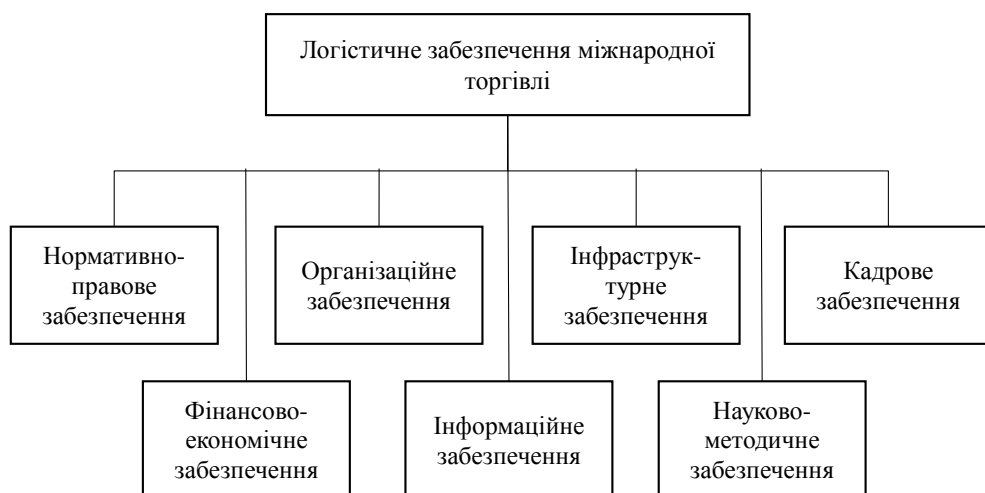 Логістичне забезпечення міжнародної
торгівлі
Нормативно-
правове
забезпечення
Організаційне
забезпечення
Інфраструк-
турне
забезпечення
Кадрове
забезпечення
Фінансово-
економічне
забезпечення
Інформаційне
забезпечення
Науково-
методичне
забезпечення